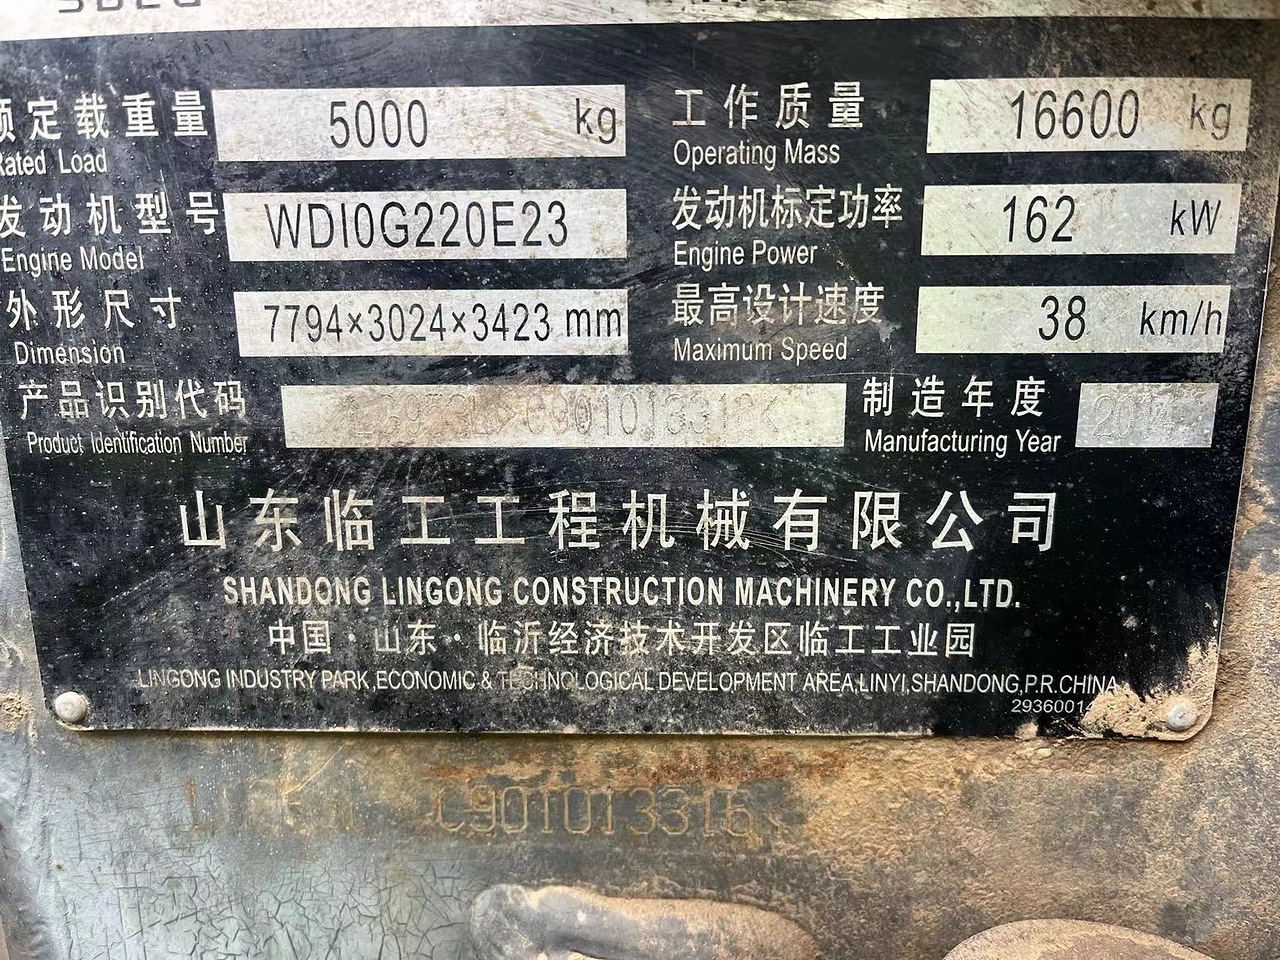 额定载重量 5000 kg 工作质量 16600 kg
Rated Load Operating Mass
发动机型号 WDI0G220E23 发动机标定功率 162 kW
Engine Model Engine Power
外形尺寸 7794×3024×3423 mm 最高设计速度 38 km/h
Dimension Maximum Speed
产品识别代码 制造年度 2014
Product Identification Number Manufacturing Year
山东临工工程机械有限公司
SHANDONG LINGONG CONSTRUCTION MACHINERY CO.,LTD.
中国·山东·临沂经济技术开发区临工工业园
LINGONG INDUSTRY PARK,ECONOMIC & TECHNOLOGICAL DEVELOPMENT AREA,LINYI,SHANDONG,P.R.CHINA
C901013316